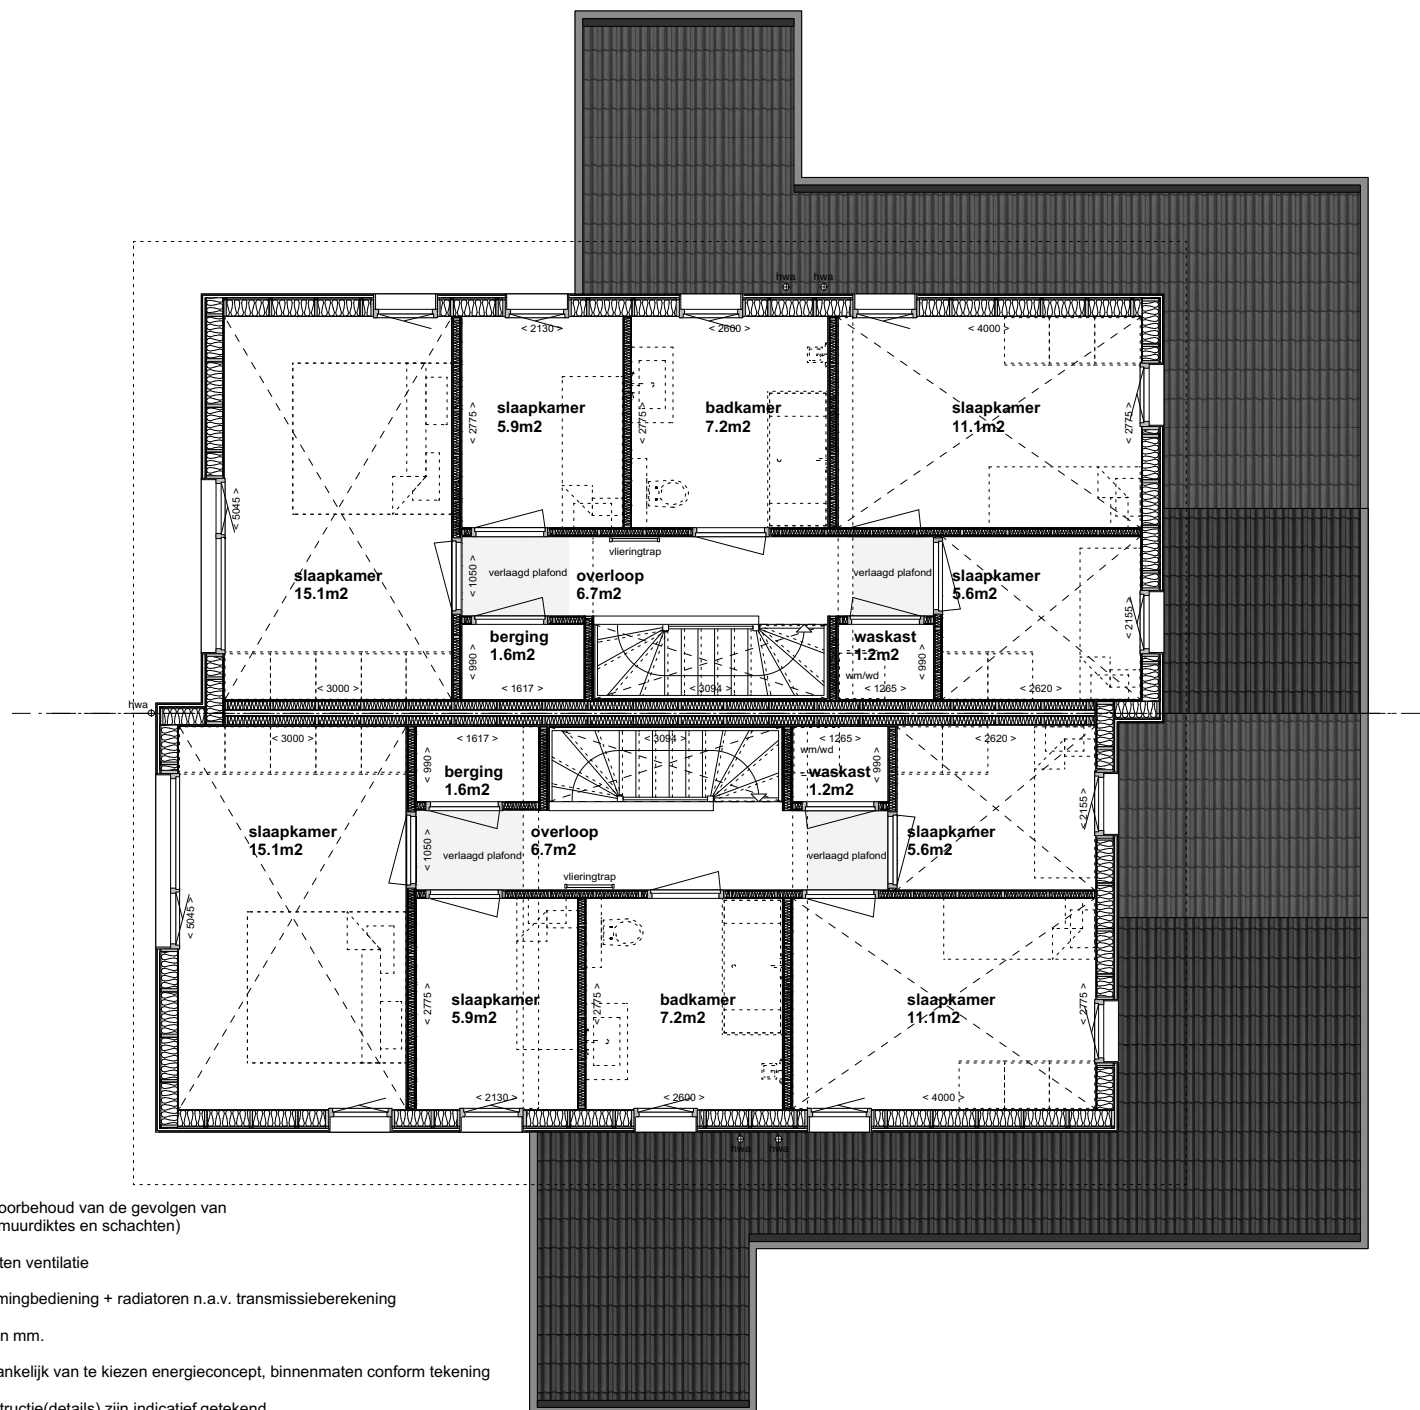 hwa hwa
< 2130 >
< 2600 >
< 4000 >
slaapkamer
5.9m2
badkamer
7.2m2
slaapkamer
11.1m2
< 2775 >
< 2775 >
< 2775 >
< 5045 >
vlieringtrap
slaapkamer
15.1m2
< 1050 >
verlaagd plafond
overloop
6.7m2
verlaagd plafond
slaapkamer
5.6m2
< 2155 >
berging
1.6m2
waskast
1.2m2
< 990 >
< 990 >
wm/wd
< 3000 >
< 1617 >
< 3094 >
< 1265 >
< 2620 >
hwa
< 3000 >
< 1617 >
< 3094 >
< 1265 >
< 2620 >
wm/wd
< 990 >
< 990 >
berging
1.6m2
waskast
1.2m2
< 2155 >
slaapkamer
15.1m2
< 1050 >
verlaagd plafond
overloop
6.7m2
verlaagd plafond
slaapkamer
5.6m2
vlieringtrap
< 5045 >
slaapkamer
5.9m2
badkamer
7.2m2
slaapkamer
11.1m2
< 2775 >
< 2775 >
< 2775 >
< 2130 >
< 2600 >
< 4000 >
hwa hwa
oorbehoud van de gevolgen van
muurdiktes en schachten)
ten ventilatie
mingbediening + radiatoren n.a.v. transmissieberekening
n mm.
ankelijk van te kiezen energieconcept, binnenmaten conform tekening
tructie(details) zijn indicatief getekend